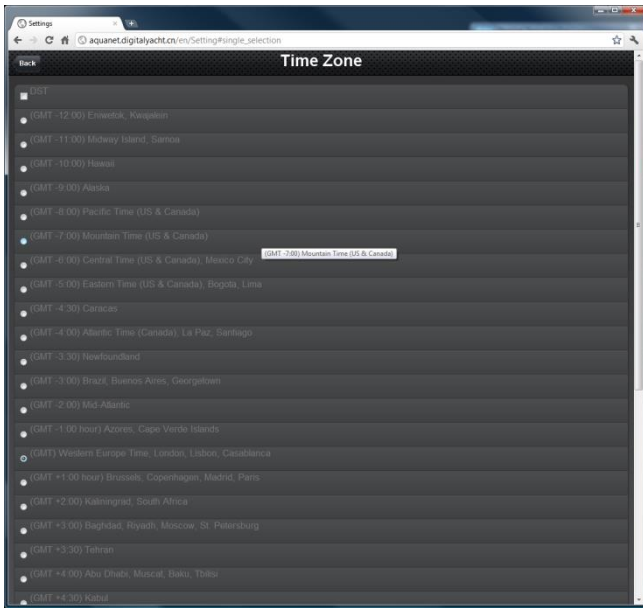 Settings
aquanet.digitalyacht.cn/en/Setting#single_selection
Back
Time Zone
DST
(GMT -12:00) Eniwetok, Kwajalein
(GMT -11:00) Midway Island, Samoa
(GMT -10:00) Hawaii
(GMT -9:00) Alaska
(GMT -8:00) Pacific Time (US & Canada)
(GMT -7:00) Mountain Time (US & Canada)
(GMT -7:00) Mountain Time (US & Canada)
(GMT -6:00) Central Time (US & Canada), Mexico City
(GMT -5:00) Eastern Time (US & Canada), Bogota, Lima
(GMT -4:30) Caracas
(GMT -4:00) Atlantic Time (Canada), La Paz, Santiago
(GMT -3:30) Newfoundland
(GMT -3:00) Brazil, Buenos Aires, Georgetown
(GMT -2:00) Mid-Atlantic
(GMT -1:00 hour) Azores, Cape Verde Islands
(GMT) Western Europe Time, London, Lisbon, Casablanca
(GMT +1:00 hour) Brussels, Copenhagen, Madrid, Paris
(GMT +2:00) Kaliningrad, South Africa
(GMT +3:00) Baghdad, Riyadh, Moscow, St. Petersburg
(GMT +3:30) Tehran
(GMT +4:00) Abu Dhabi, Muscat, Baku, Tbilisi
(GMT +4:30) Kabul